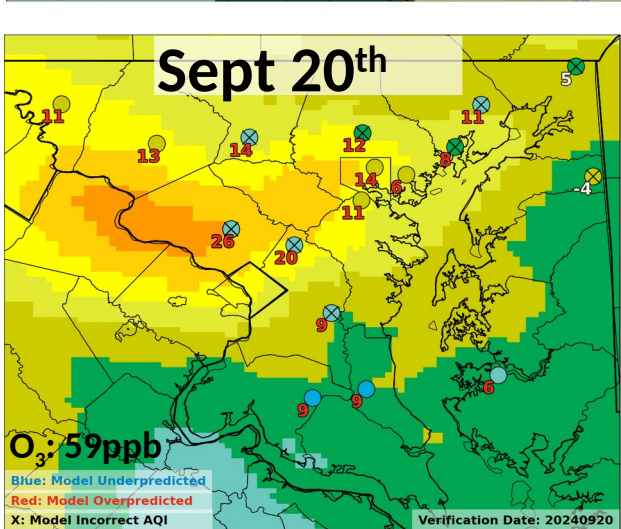 Sept 20th
5
11
11
12
14
13
8
14
6
-4
11
26
20
9
6
9
9
O3: 59ppb
Blue: Model Underpredicted
Red: Model Overpredicted
X: Model Incorrect AQI
Verification Date: 20240920